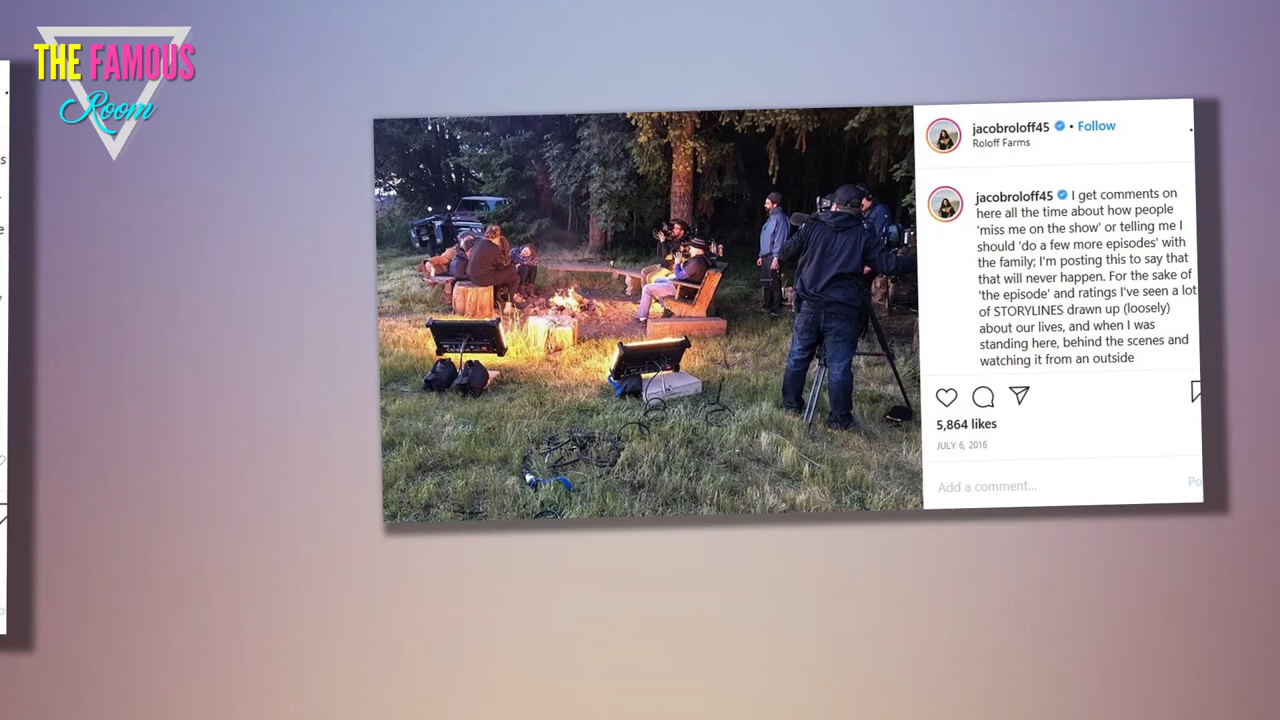 THE FAMOUS
Room
jacobroloff45 • Follow
Roloff Farms
jacobroloff45 I get comments on
here all the time about how people
'miss me on the show' or telling me I
should 'do a few more episodes' with
the family; I'm posting this to say that
that will never happen. For the sake of
'the episode' and ratings I've seen a lot
of STORYLINES drawn up (loosely)
about our lives, and when I was
standing here, behind the scenes and
watching it from an outside
5,864 likes
JULY 6, 2016
Add a comment...
Po